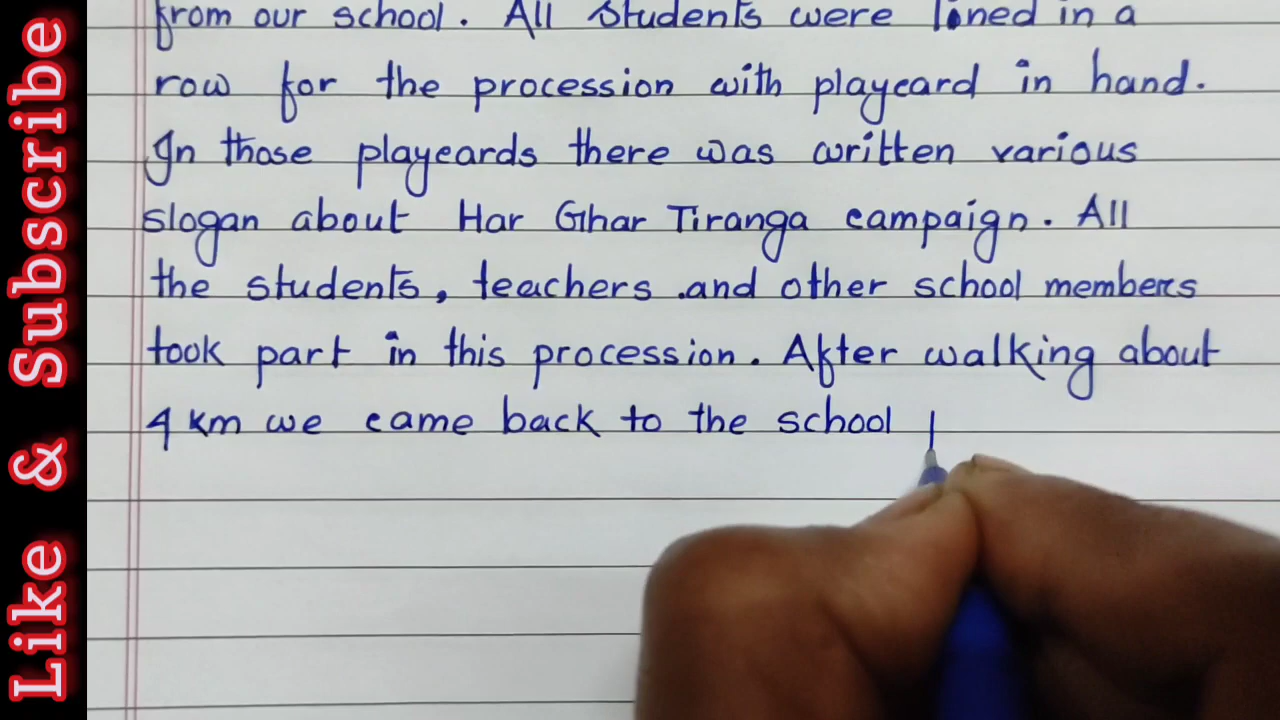 Like & Subscribe
from our school. All students were lined in a
row for the procession with playcard in hand.
In those playcards there was written various
slogan about Har Ghar Tiranga campaign. All
the students, teachers and other school members
took part in this procession. After walking about
4 km we came back to the school